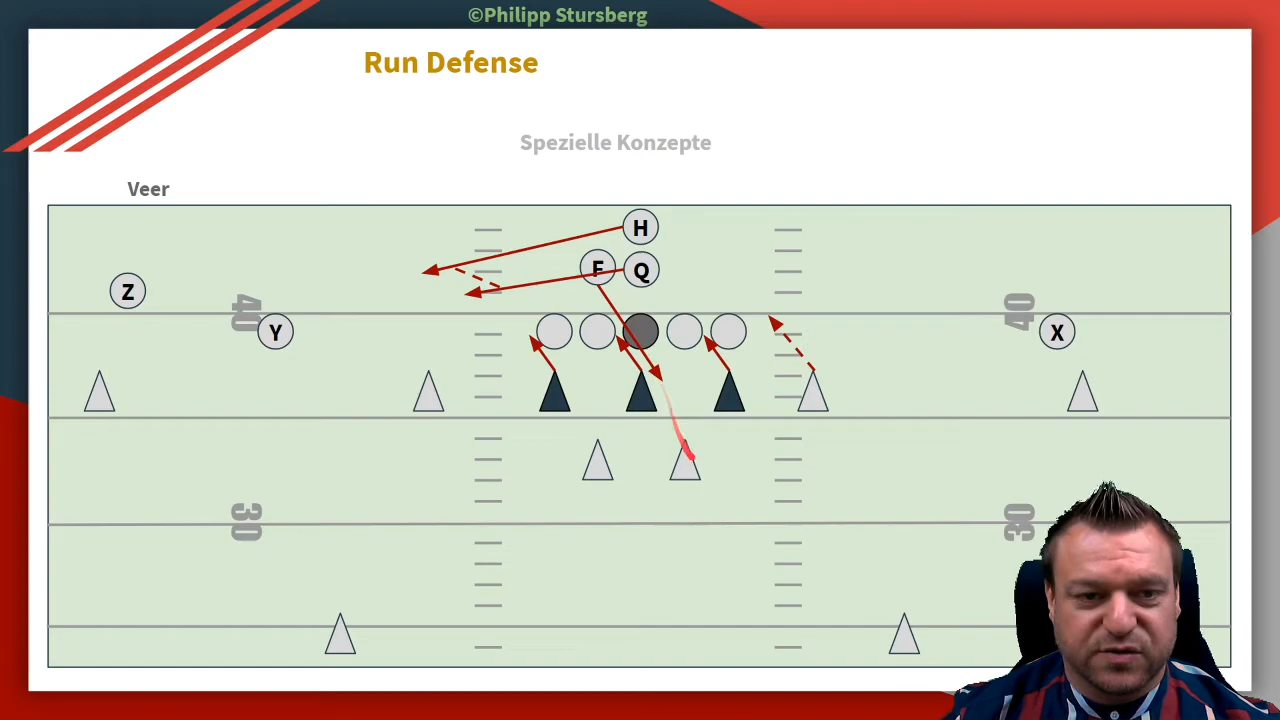 ©Philipp Stursberg
Run Defense
Spezielle Konzepte
Veer
H
F
Q
Z
Y
X
40
40
30
30